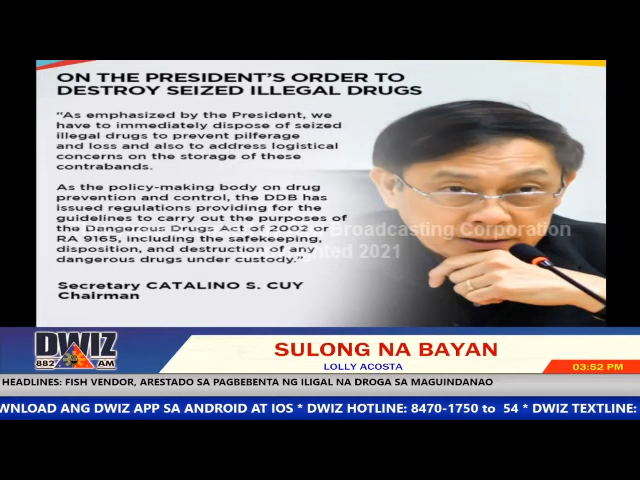 ON THE PRESIDENT'S ORDER TO
DESTROY SEIZED ILLEGAL DRUGS
"As emphasized by the President, we
have to immediately dispose of seized
illegal drugs to prevent pilferage
and loss and also to address logistical
concerns on the storage of these
contrabands.
As the policy-making body on drug
prevention and control, the DDB has
issued regulations providing for the
guidelines to carry out the purposes of
the Dangerous Drugs Act of 2002 or
RA 9165, including the safekeeping,
disposition, and destruction of any
dangerous drugs under custody."
Broadcasting Corporation
2021
Secretary CATALINO S. CUY
Chairman
DWIZ
882 AM
SULONG NA BAYAN
LOLLY ACOSTA
03:52 PM
HEADLINES: FISH VENDOR, ARESTADO SA PAGBEBENTA NG ILIGAL NA DROGA SA MAGUINDANAO
WNLOAD ANG DWIZ APP SA ANDROID AT IOS * DWIZ HOTLINE: 8470-1750 to 54 * DWIZ TEXTLINE: